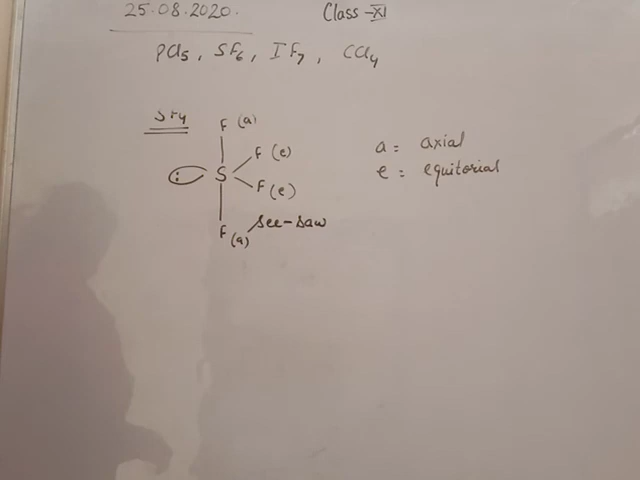 25.08.2020. Class -XI
PCl5, SF6, IF7, CCl4
SF4
F (a)
F (e)
: S
F (e)
F (a) see-saw
a = axial
e = equitorial